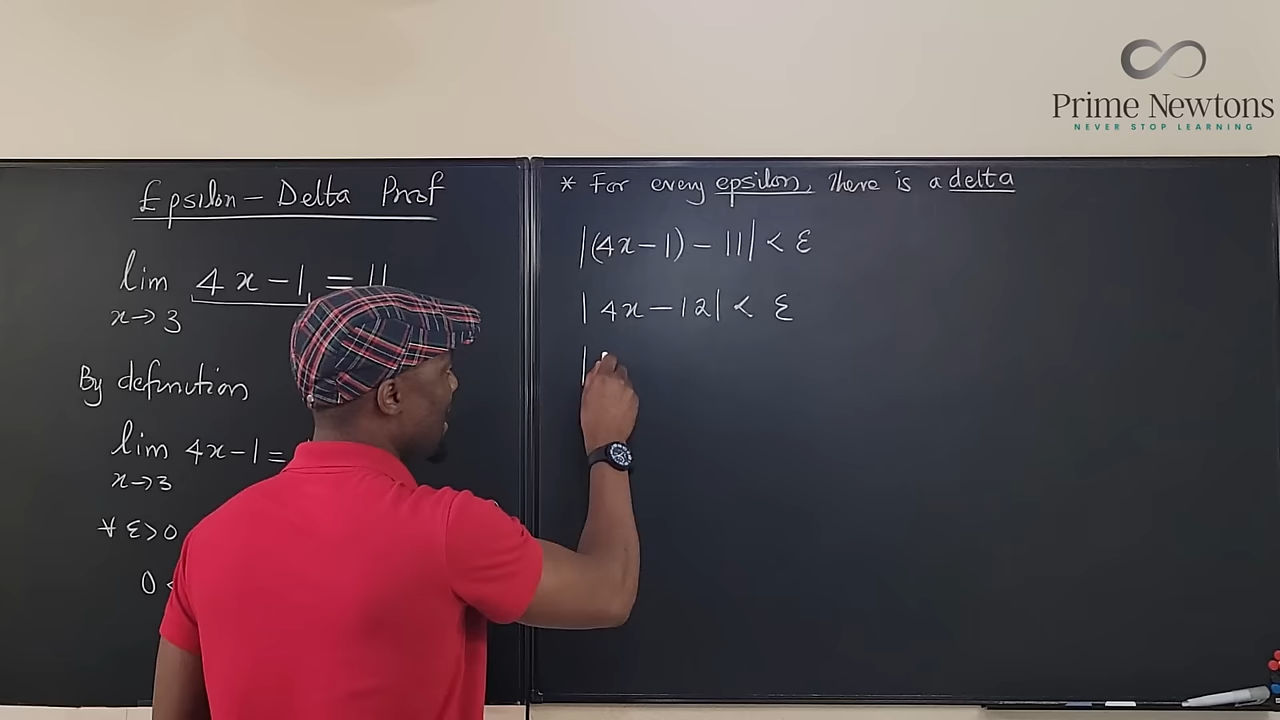 Prime Newtons
NEVER STOP LEARNING
Epsilon - Delta Prof
lim 4x-1 = 11
x→3
By definition
lim 4x-1 =
x→3
∀ ε>0
0 <
* For every epsilon, there is a delta
|(4x-1) - 11| < ε
|4x-12| < ε
|